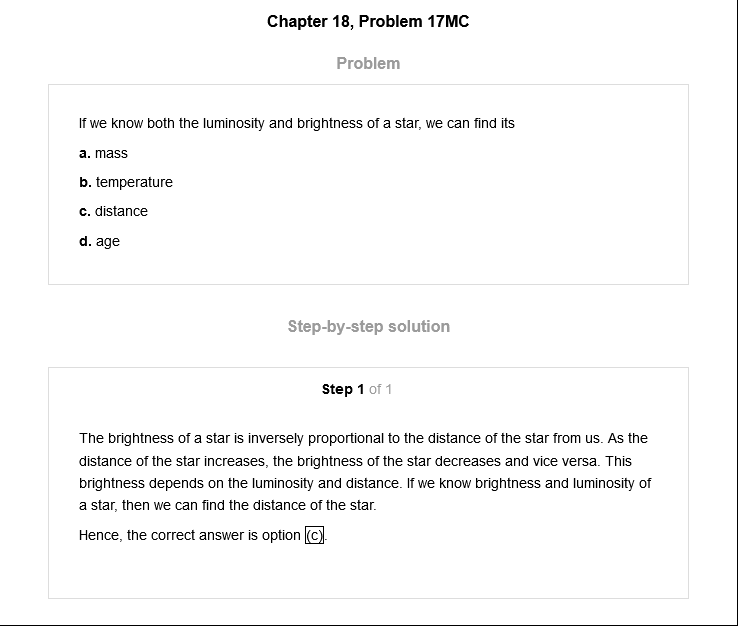 Chapter 18, Problem 17MC
Problem
If we know both the luminosity and brightness of a star, we can find its
a. mass
b. temperature
c. distance
d. age
Step-by-step solution
Step 1 of 1
The brightness of a star is inversely proportional to the distance of the star from us. As the
distance of the star increases, the brightness of the star decreases and vice versa. This
brightness depends on the luminosity and distance. If we know brightness and luminosity of
a star, then we can find the distance of the star.
Hence, the correct answer is option (c).